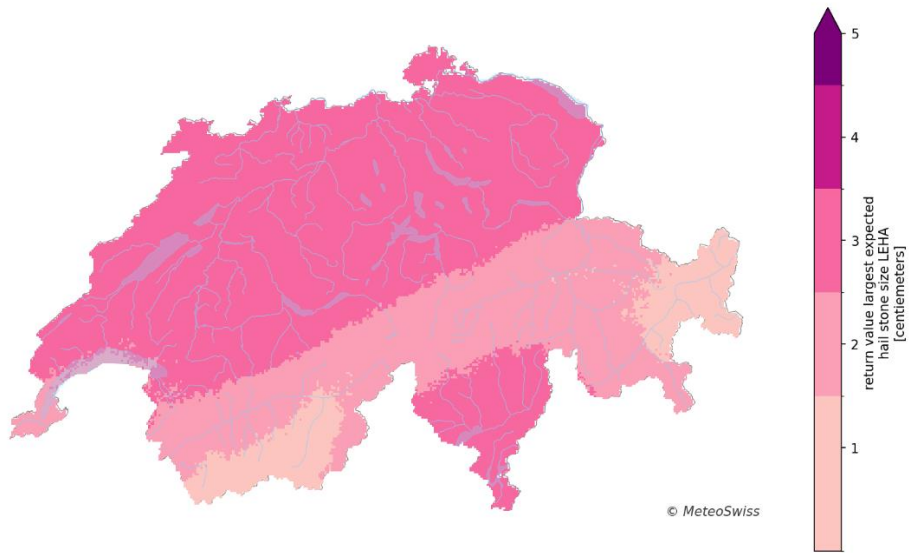 5
4
3
2
1
return value largest expected
hail stone size LEHA
[centiemeters]
© MeteoSwiss